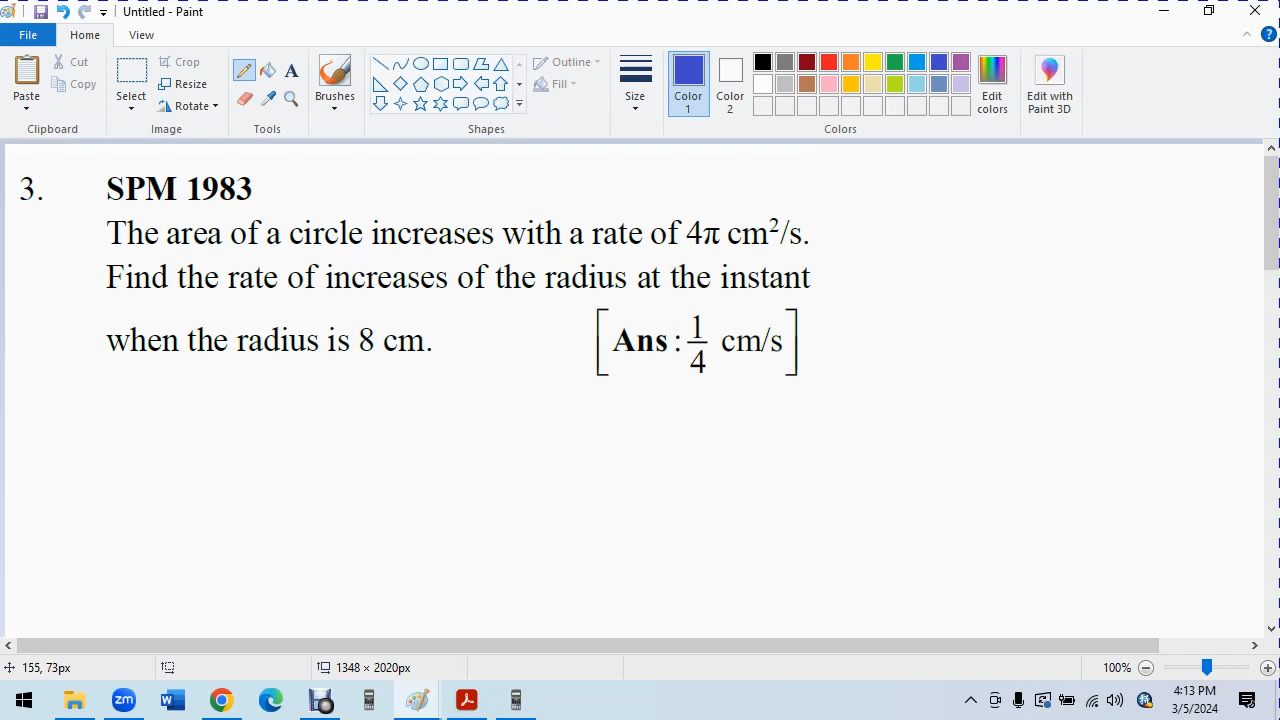 Untitled - Paint
File Home View
Paste
Cut
Copy
Clipboard
Select
Crop
Resize
Rotate
Image
A
Tools
Brushes
Shapes
Outline
Fill
Size
Color 1
Color 2
Edit colors
Colors
Edit with Paint 3D
3. SPM 1983
The area of a circle increases with a rate of 4π cm²/s.
Find the rate of increases of the radius at the instant
when the radius is 8 cm. [Ans : 1/4 cm/s]
155, 73px
1348 × 2020px
100%
zm
W
4:13 PM
3/5/2024